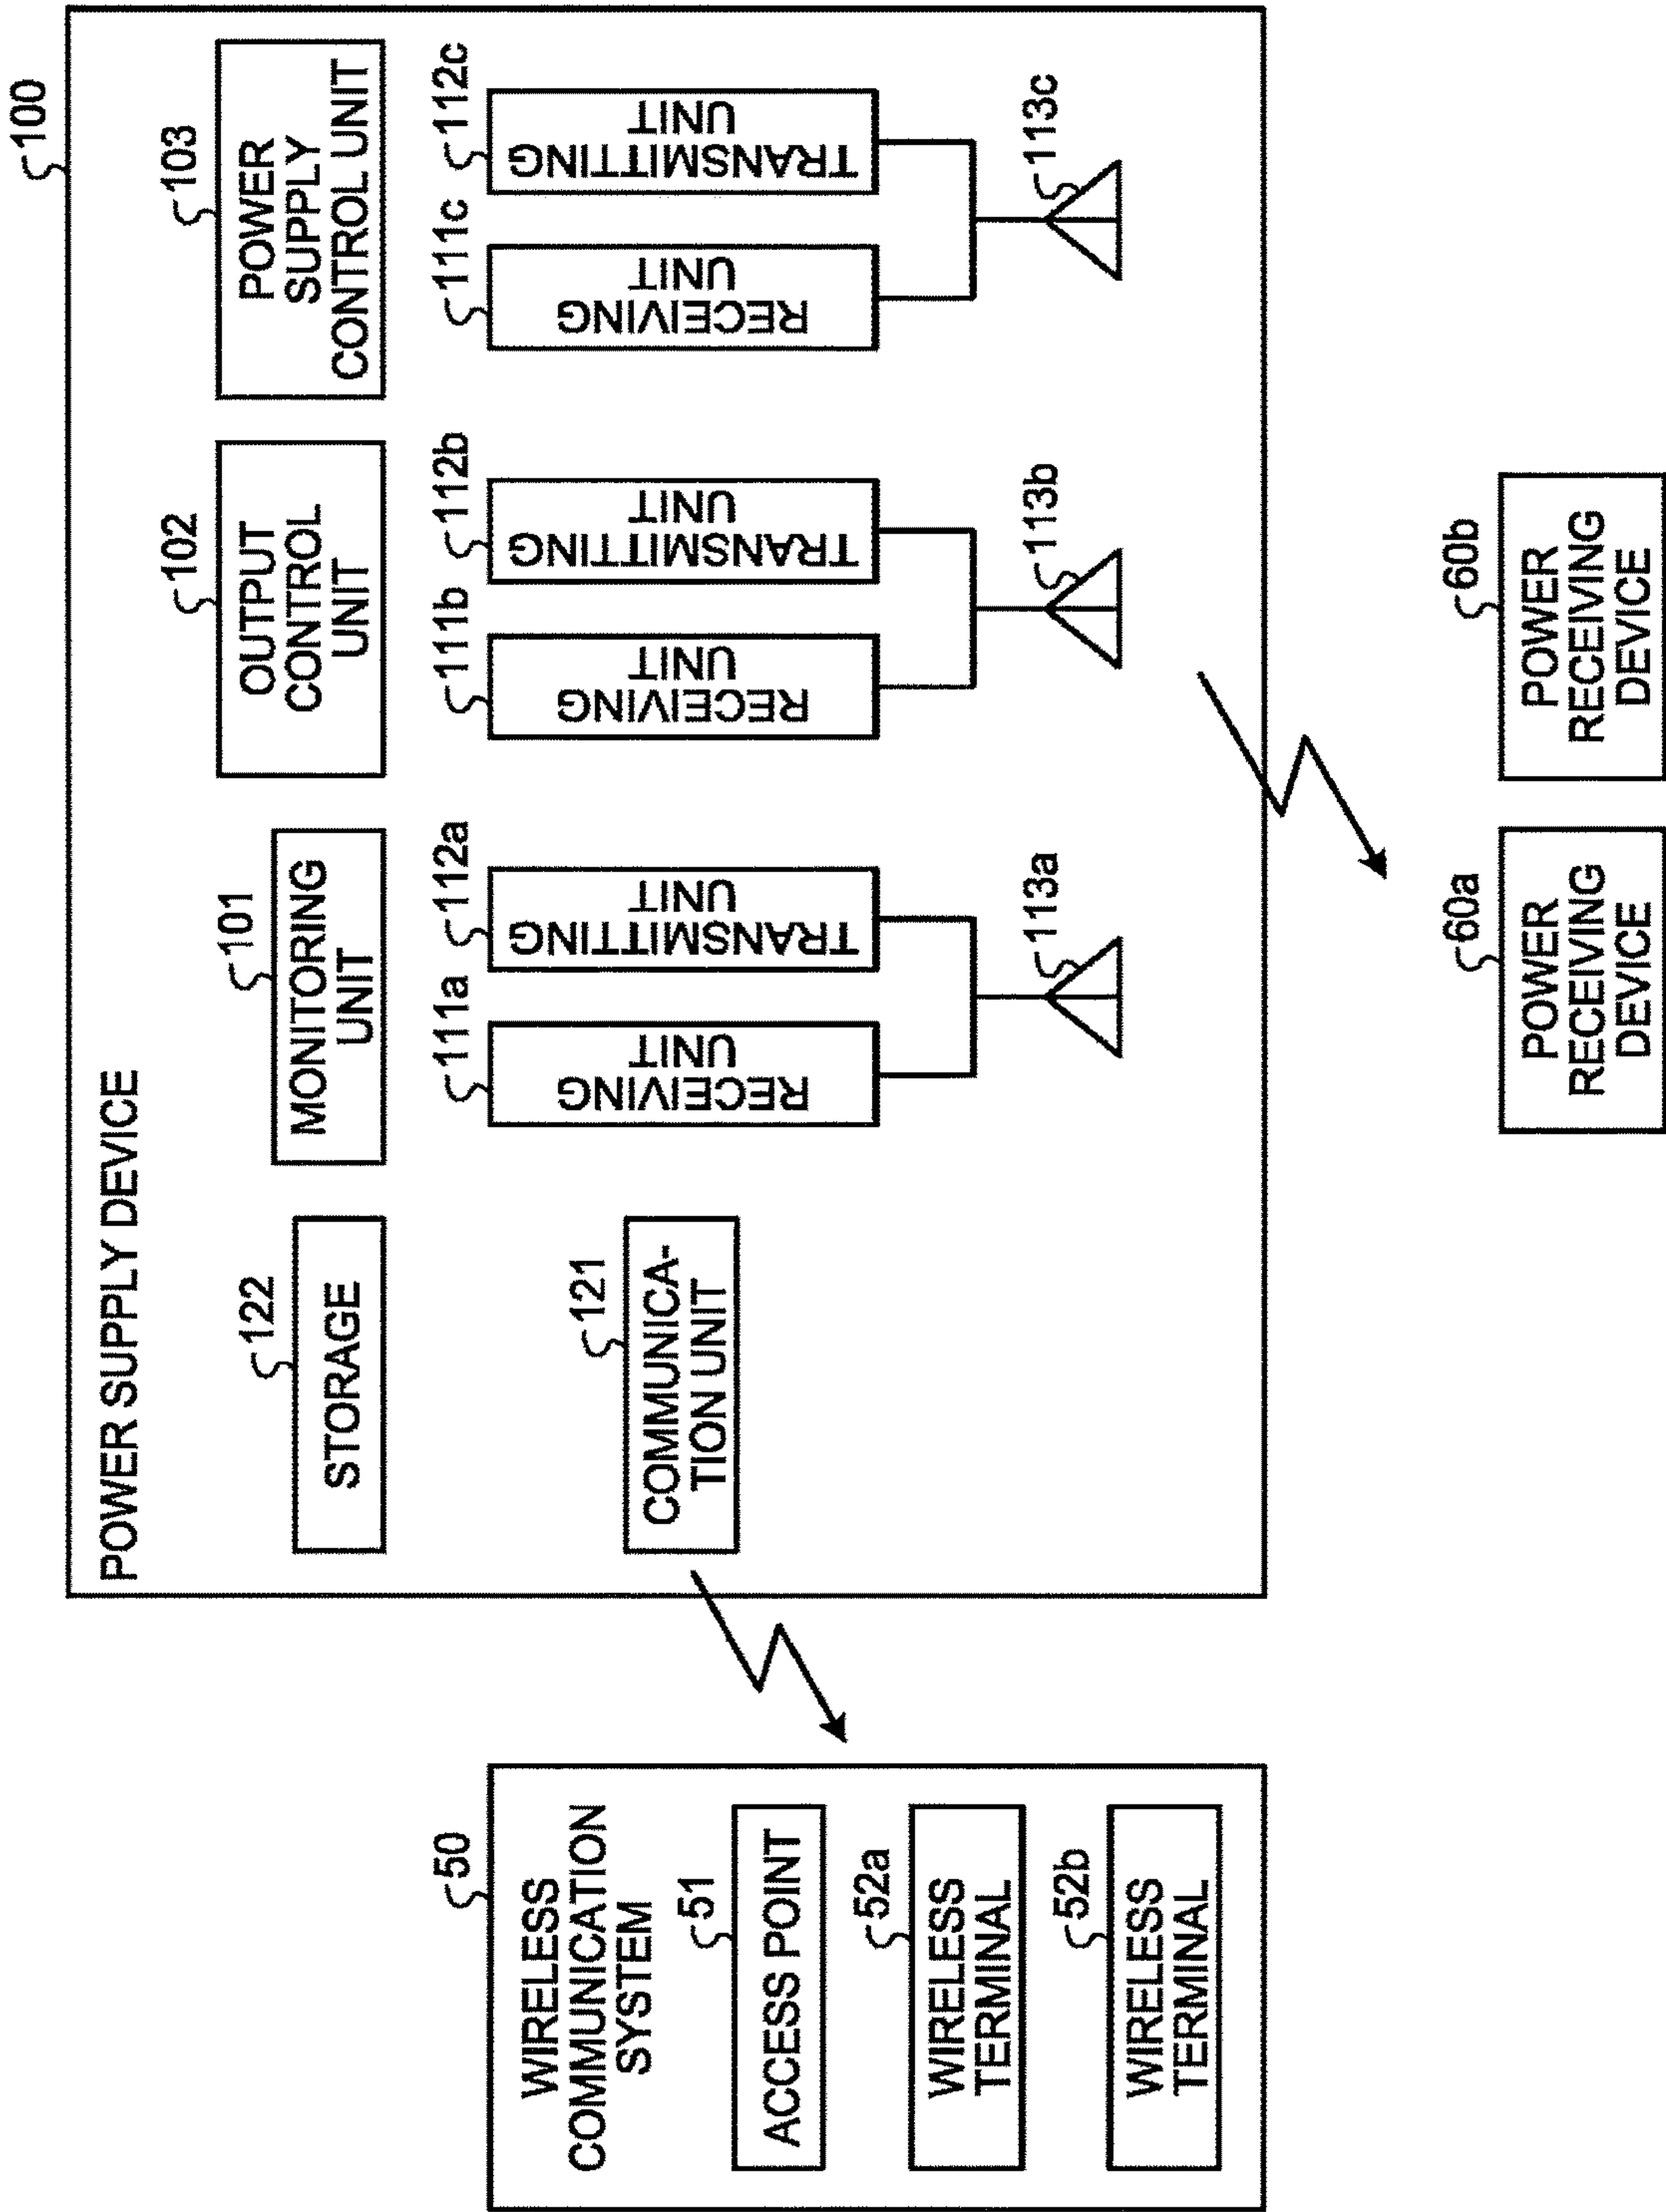 100
POWER SUPPLY DEVICE
122
STORAGE
101
MONITORING
UNIT
102
OUTPUT
CONTROL
UNIT
103
POWER
SUPPLY
CONTROL UNIT
121
COMMUNICA-
TION UNIT
111a
RECEIVING
UNIT
112a
TRANSMITTING
UNIT
113a
111b
RECEIVING
UNIT
112b
TRANSMITTING
UNIT
113b
111c
RECEIVING
UNIT
112c
TRANSMITTING
UNIT
113c
50
WIRELESS
COMMUNICATION
SYSTEM
51
ACCESS POINT
52a
WIRELESS
TERMINAL
52b
WIRELESS
TERMINAL
60a
POWER
RECEIVING
DEVICE
60b
POWER
RECEIVING
DEVICE